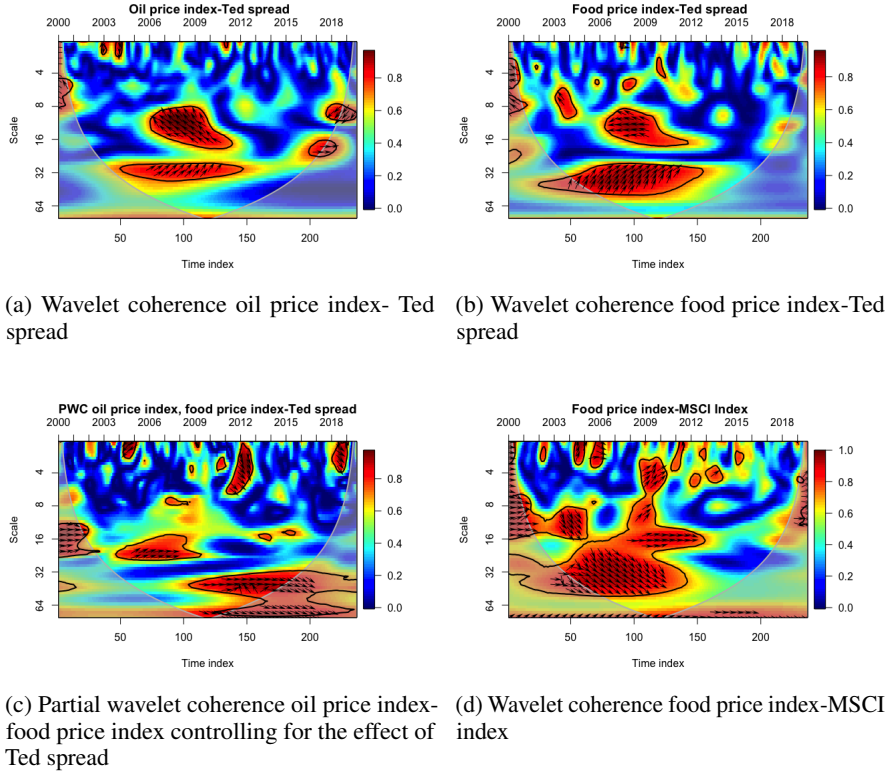 Oil price index-Ted spread
2000 2003 2006 2009 2012 2015 2018
4
8
16
32
64
Scale
50 100 150 200
Time index
0.8
0.6
0.4
0.2
0.0
(a) Wavelet coherence oil price index- Ted
spread
Food price index-Ted spread
2000 2003 2006 2009 2012 2015 2018
4
8
16
32
64
Scale
50 100 150 200
Time index
0.8
0.6
0.4
0.2
0.0
(b) Wavelet coherence food price index-Ted
spread
PWC oil price index, food price index-Ted spread
2001 2004 2007 2010 2013 2016 2019
4
8
16
32
64
Scale
50 100 150 200
Time index
0.8
0.6
0.4
0.2
0.0
(c) Partial wavelet coherence oil price index-
food price index controlling for the effect of
Ted spread
Food price index-MSCI Index
2000 2003 2006 2009 2012 2015 2018
4
8
16
32
64
Scale
50 100 150 200
Time index
1.0
0.8
0.6
0.4
0.2
0.0
(d) Wavelet coherence food price index-MSCI
index